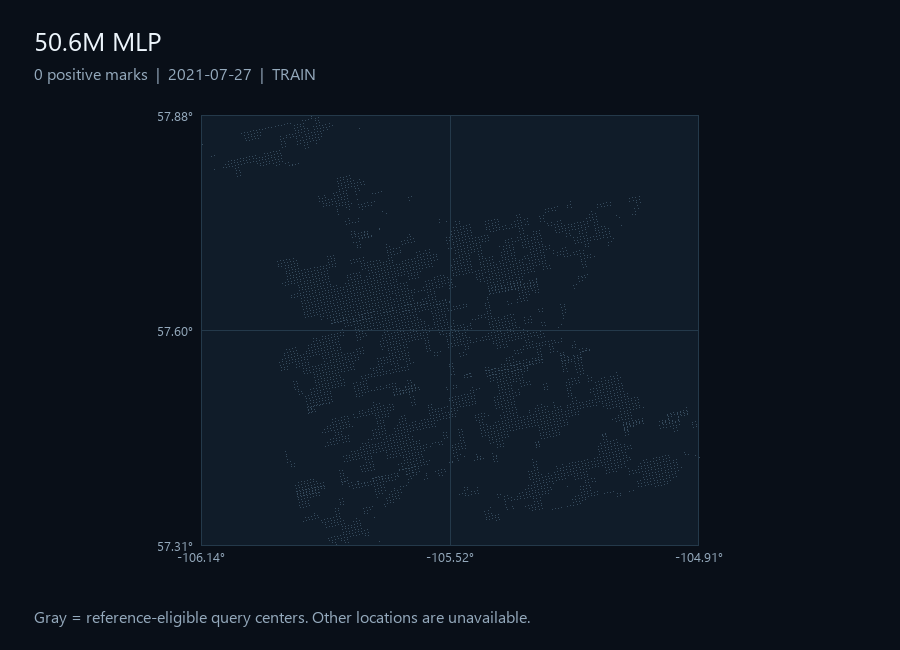 50.6M MLP
0 positive marks | 2021-07-27 | TRAIN
57.88°
57.60°
57.31°
-106.14°
-105.52°
-104.91°
Gray = reference-eligible query centers. Other locations are unavailable.